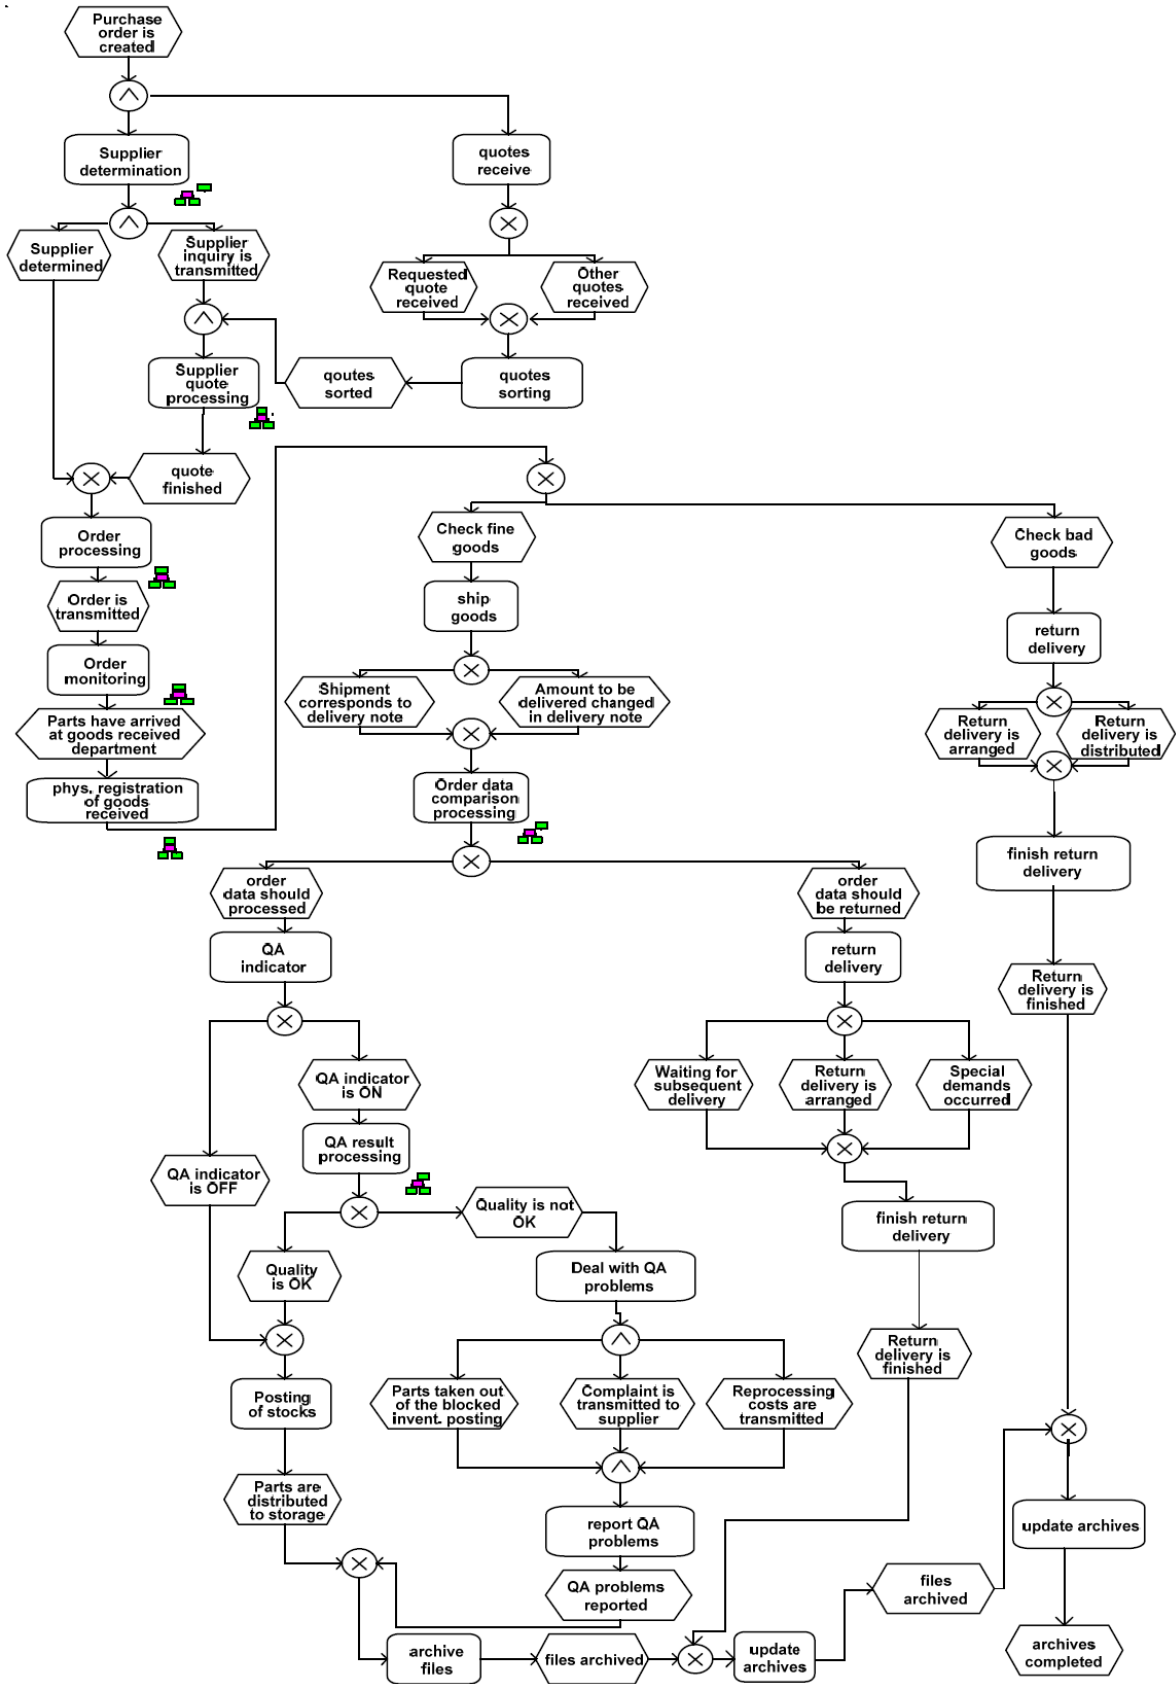 Purchase
order is
created
Supplier
determination
quotes
receive
Supplier
determined
Supplier
inquiry is
transmitted
Requested
quote
received
Other
quotes
received
Supplier
quote
processing
qoutes
sorted
quotes
sorting
quote
finished
Order
processing
Check fine
goods
Check bad
goods
Order is
transmitted
ship
goods
return
delivery
Order
monitoring
Shipment
corresponds to
delivery note
Amount to be
delivered changed
in delivery note
Parts have arrived
at goods received
department
Return
delivery is
arranged
Return
delivery is
distributed
phys. registration
of goods
received
Order data
comparison
processing
finish return
delivery
order
data should
processed
order
data should
be returned
QA
indicator
return
delivery
Return
delivery is
finished
QA indicator
is ON
Waiting for
subsequent
delivery
Return
delivery is
arranged
Special
demands
occurred
QA result
processing
QA indicator
is OFF
Quality is not
OK
finish return
delivery
Quality
is OK
Deal with QA
problems
Return
delivery is
finished
Posting
of stocks
Parts taken out
of the blocked
invent. posting
Complaint is
transmitted to
supplier
Reprocessing
costs are
transmitted
Parts are
distributed
to storage
report QA
problems
update archives
QA problems
reported
files
archived
archive
files
files archived
update
archives
archives
completed